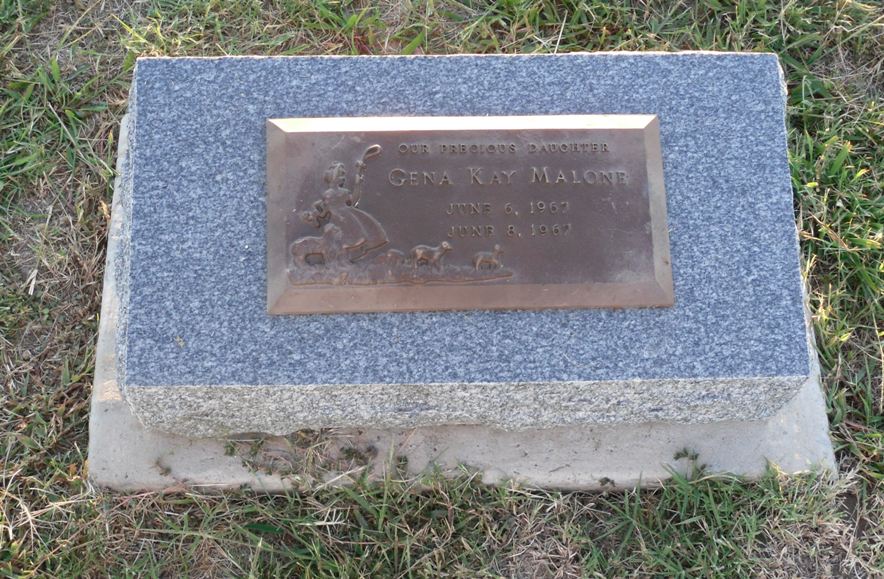 OUR PRECIOUS DAUGHTER
GENA KAY MALONE
JUNE 6, 1967
JUNE 8, 1967